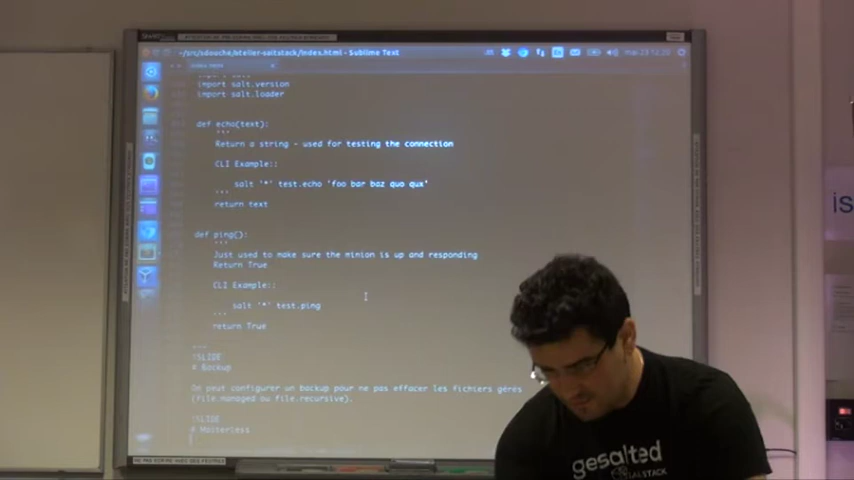 ~/src/sdouche/atelier-saltstack/index.html - Sublime Text
import salt.version
import salt.loader
def echo(text):
'''
Return a string - used for testing the connection
CLI Example::
salt '*' test.echo 'foo bar baz quo qux'
'''
return text
def ping():
'''
Just used to make sure the minion is up and responding
Return True
CLI Example::
salt '*' test.ping
'''
return True
!SLIDE
# Backup
On peut configurer un backup pour ne pas effacer les fichiers gérés
(file.managed ou file.recursive).
!SLIDE
# Masterless
gesalted
is